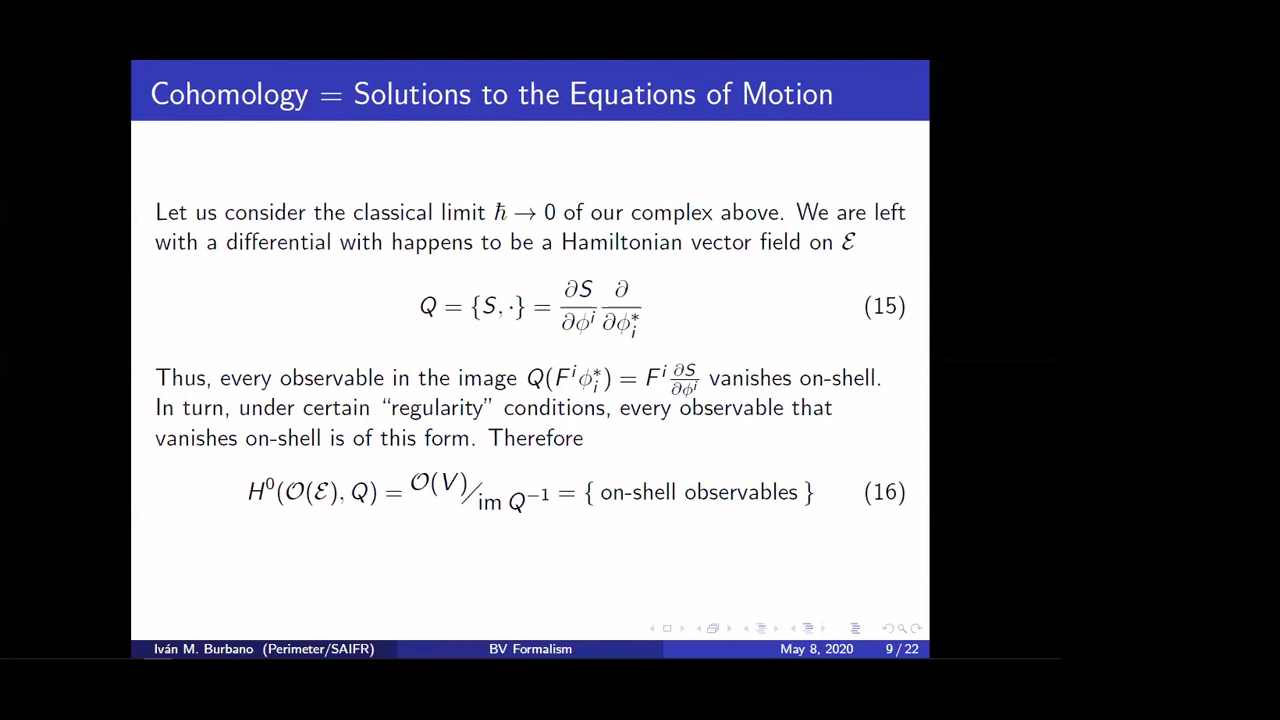 Cohomology = Solutions to the Equations of Motion
Let us consider the classical limit ℏ → 0 of our complex above. We are left
with a differential with happens to be a Hamiltonian vector field on ℰ
Q = {S, ·} = ∂S/∂ϕ^i ∂/∂ϕ_i^* (15)
Thus, every observable in the image Q(F^i ϕ_i^*) = F^i ∂S/∂ϕ^i vanishes on-shell.
In turn, under certain “regularity” conditions, every observable that
vanishes on-shell is of this form. Therefore
H^0(𝒪(ℰ), Q) = 𝒪(V)/im Q^−1 = { on-shell observables } (16)
Iván M. Burbano (Perimeter/SAIFR) BV Formalism May 8, 2020 9 / 22